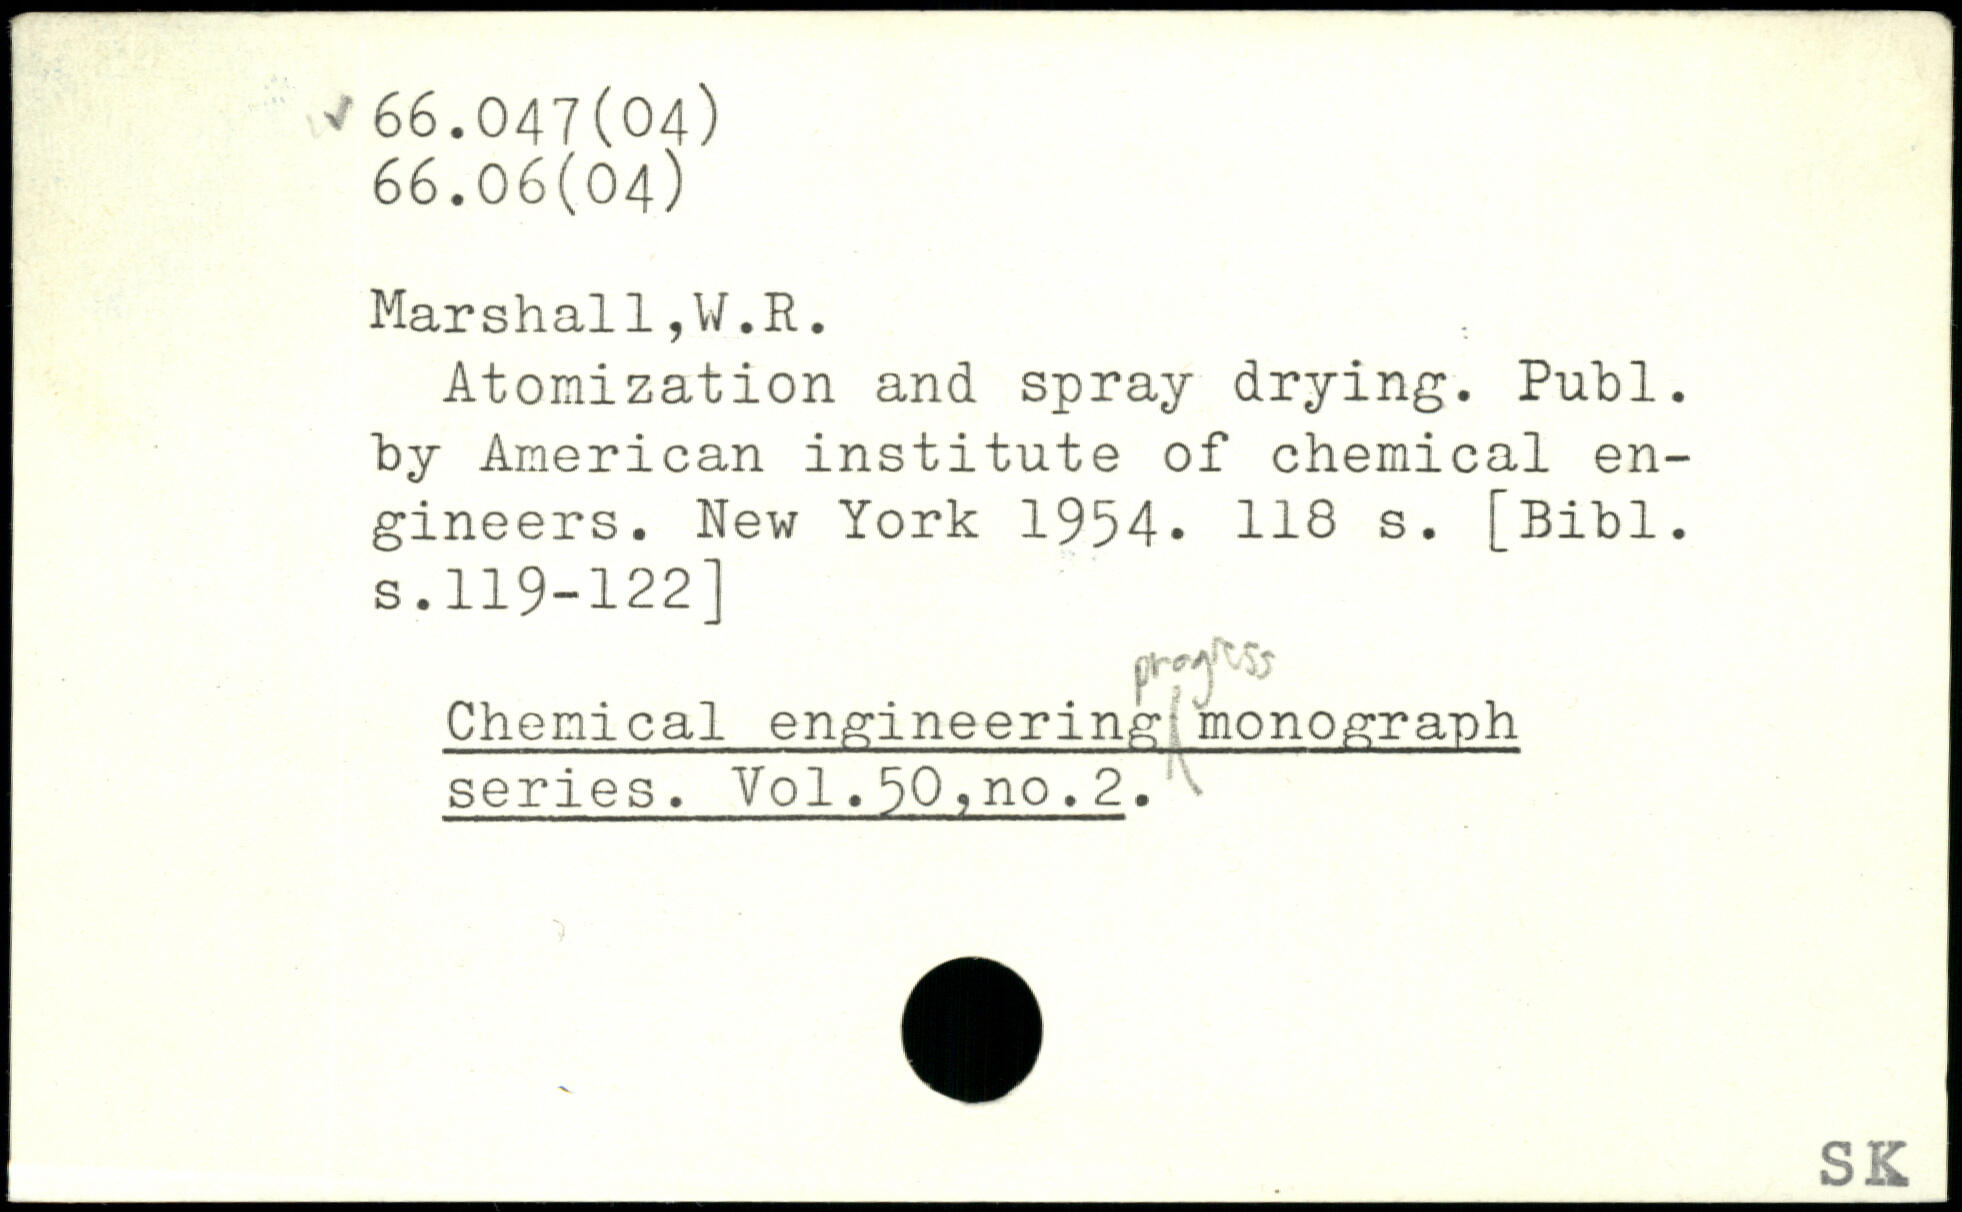 ✓ 66.047(04)
66.06(04)
Marshall,W.R.
Atomization and spray drying. Publ.
by American institute of chemical en-
gineers. New York 1954. 118 s. [Bibl.
s.119-122]
progress
Chemical engineering monograph
series. Vol.50,no.2.
SK